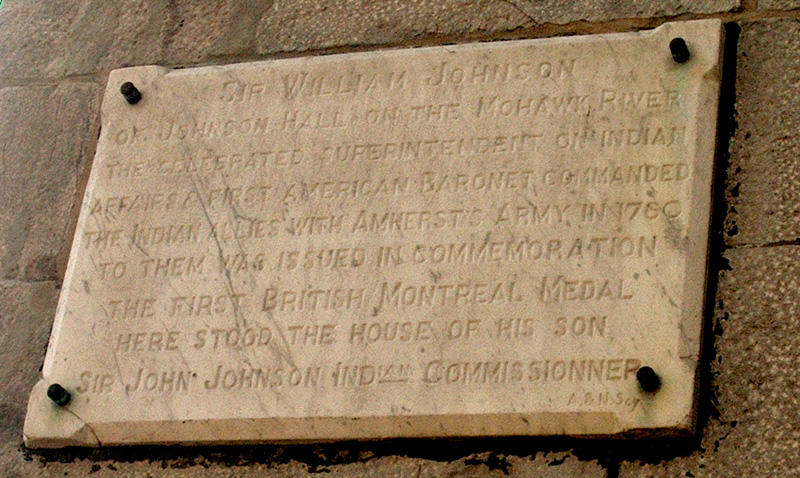 SIR WILLIAM JOHNSON
OF JOHNSON HALL ON THE MOHAWK RIVER
THE CELEBRATED SUPERINTENDENT ON INDIAN
AFFAIRS & FIRST AMERICAN BARONET COMMANDED
THE INDIAN ALLIES WITH AMHERST'S ARMY IN 1760
TO THEM WAS ISSUED IN COMMEMORATION
THE FIRST BRITISH MONTREAL MEDAL
HERE STOOD THE HOUSE OF HIS SON
SIR JOHN JOHNSON INDIAN COMMISSIONNER
A & N.Soy